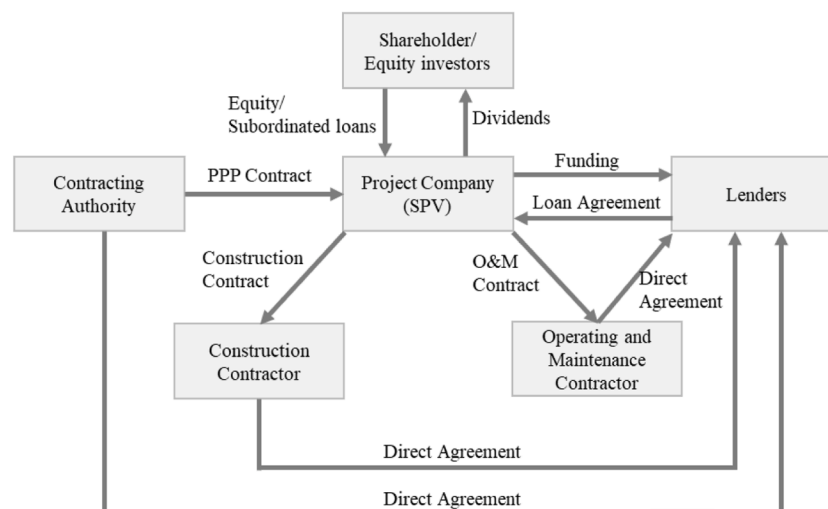 Shareholder/
Equity investors
Equity/
Subordinated loans
Dividends
Contracting
Authority
PPP Contract
Project Company
(SPV)
Funding
Loan Agreement
Lenders
Construction
Contract
O&M
Contract
Direct
Agreement
Construction
Contractor
Operating and
Maintenance
Contractor
Direct Agreement
Direct Agreement